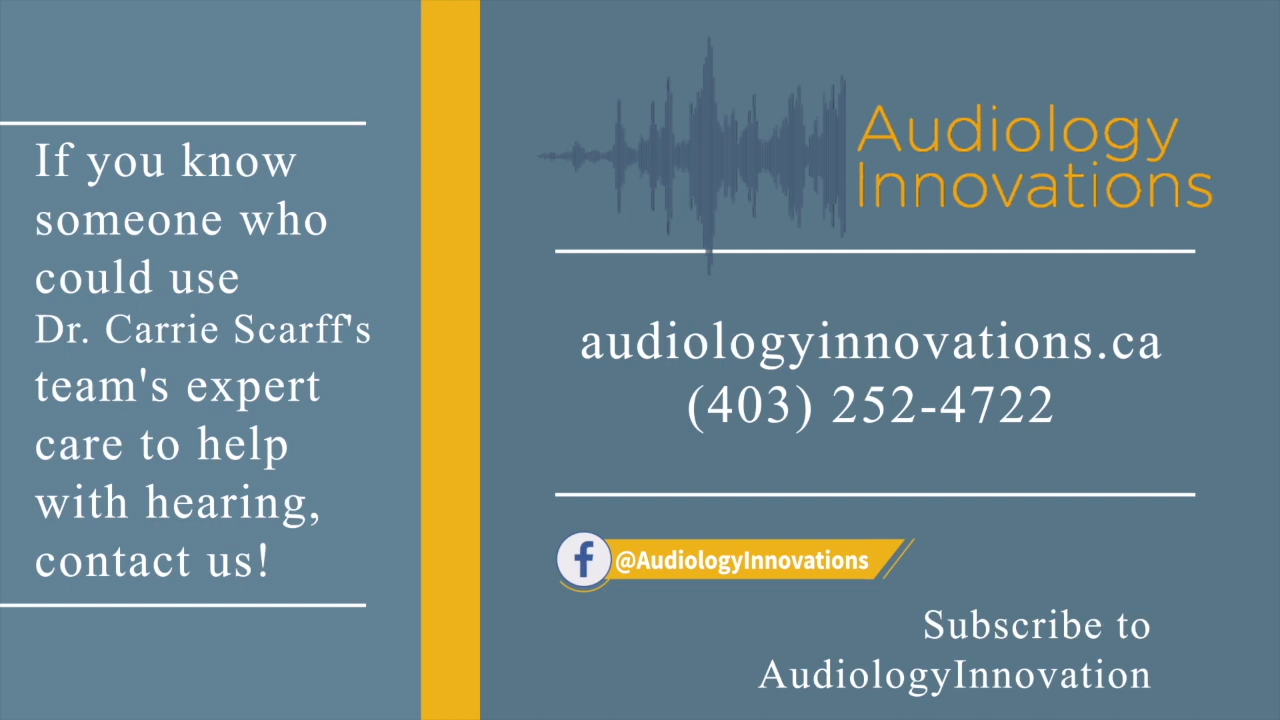 If you know
someone who
could use
Dr. Carrie Scarff's
team's expert
care to help
with hearing,
contact us!
Audiology
Innovations
audiologyinnovations.ca
(403) 252-4722
f @AudiologyInnovations
Subscribe to
AudiologyInnovation